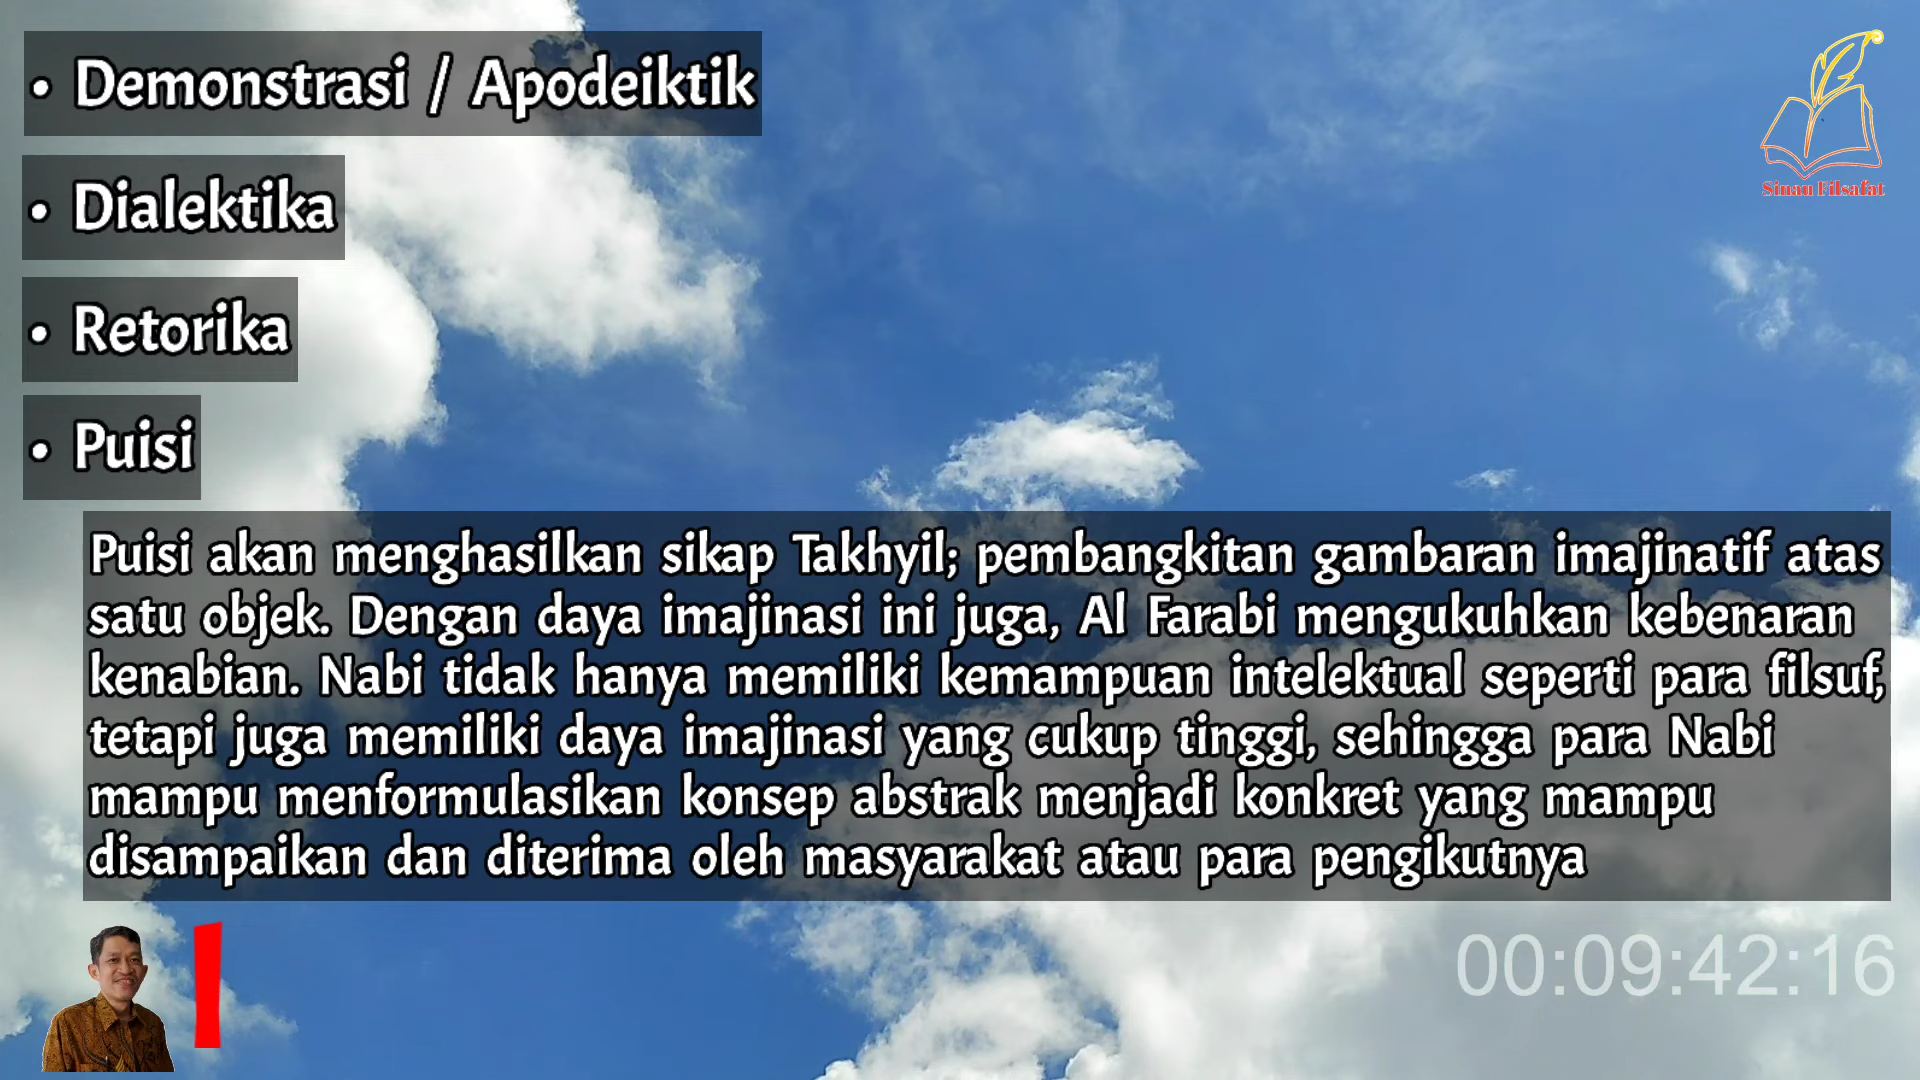 • Demonstrasi / Apodeiktik
Sinau Filsafat
• Dialektika
• Retorika
• Puisi
Puisi akan menghasilkan sikap Takhyil; pembangkitan gambaran imajinatif atas
satu objek. Dengan daya imajinasi ini juga, Al Farabi mengukuhkan kebenaran
kenabian. Nabi tidak hanya memiliki kemampuan intelektual seperti para filsuf,
tetapi juga memiliki daya imajinasi yang cukup tinggi, sehingga para Nabi
mampu menformulasikan konsep abstrak menjadi konkret yang mampu
disampaikan dan diterima oleh masyarakat atau para pengikutnya
00:09:42:16